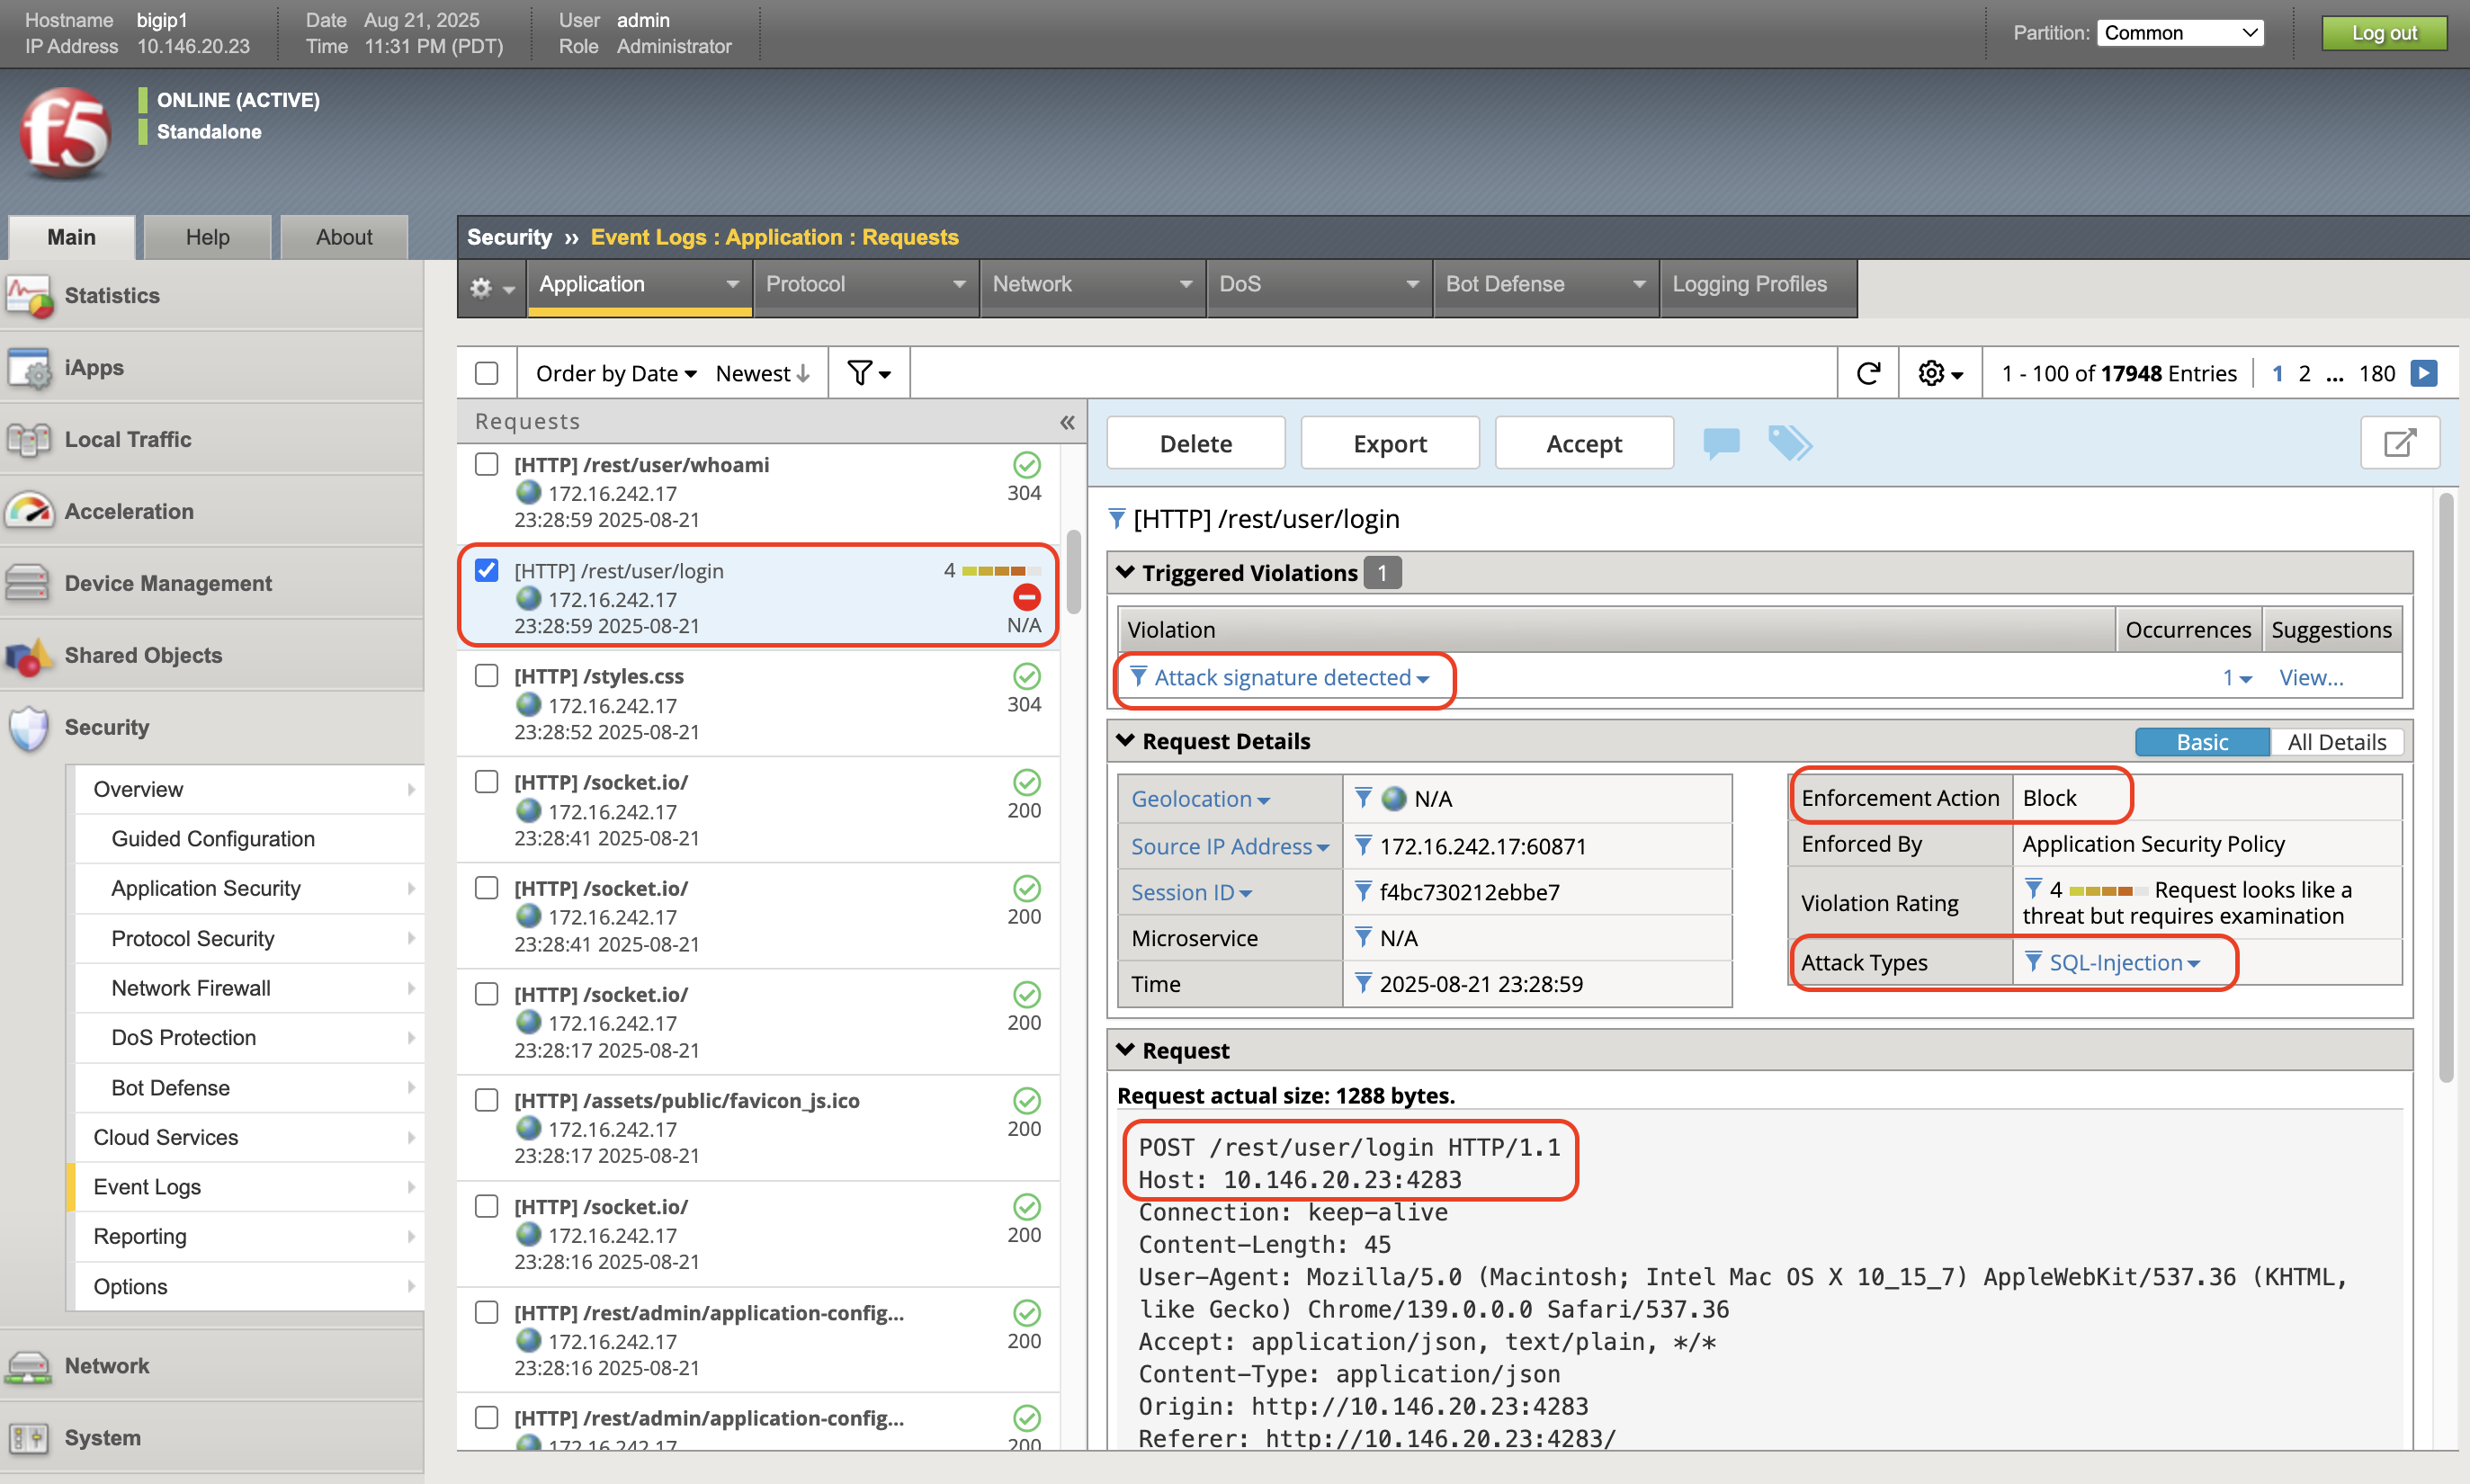 Hostname bigip1
IP Address 10.146.20.23
Date Aug 21, 2025
Time 11:31 PM (PDT)
User admin
Role Administrator
Partition: Common
Log out
f5
ONLINE (ACTIVE)
Standalone
Main Help About
Security » Event Logs : Application : Requests
Application Protocol Network DoS Bot Defense Logging Profiles
Statistics
iApps
Local Traffic
Acceleration
Device Management
Shared Objects
Security
Overview
Guided Configuration
Application Security
Protocol Security
Network Firewall
DoS Protection
Bot Defense
Cloud Services
Event Logs
Reporting
Options
Network
System
Order by Date Newest
1 - 100 of 17948 Entries 1 2 ... 180
Requests «
[HTTP] /rest/user/whoami
172.16.242.17 304
23:28:59 2025-08-21
[HTTP] /rest/user/login 4
172.16.242.17
23:28:59 2025-08-21 N/A
[HTTP] /styles.css
172.16.242.17 304
23:28:52 2025-08-21
[HTTP] /socket.io/
172.16.242.17 200
23:28:41 2025-08-21
[HTTP] /socket.io/
172.16.242.17 200
23:28:41 2025-08-21
[HTTP] /socket.io/
172.16.242.17 200
23:28:17 2025-08-21
[HTTP] /assets/public/favicon_js.ico
172.16.242.17 200
23:28:17 2025-08-21
[HTTP] /socket.io/
172.16.242.17 200
23:28:16 2025-08-21
[HTTP] /rest/admin/application-config...
172.16.242.17 200
23:28:16 2025-08-21
[HTTP] /rest/admin/application-config...
172.16.242.17 200
Delete Export Accept
[HTTP] /rest/user/login
Triggered Violations 1
Violation Occurrences Suggestions
Attack signature detected 1 View...
Request Details Basic All Details
Geolocation N/A
Source IP Address 172.16.242.17:60871
Session ID f4bc730212ebbe7
Microservice N/A
Time 2025-08-21 23:28:59
Enforcement Action Block
Enforced By Application Security Policy
Violation Rating 4 Request looks like a
threat but requires examination
Attack Types SQL-Injection
Request
Request actual size: 1288 bytes.
POST /rest/user/login HTTP/1.1
Host: 10.146.20.23:4283
Connection: keep-alive
Content-Length: 45
User-Agent: Mozilla/5.0 (Macintosh; Intel Mac OS X 10_15_7) AppleWebKit/537.36 (KHTML,
like Gecko) Chrome/139.0.0.0 Safari/537.36
Accept: application/json, text/plain, */*
Content-Type: application/json
Origin: http://10.146.20.23:4283
Referer: http://10.146.20.23:4283/